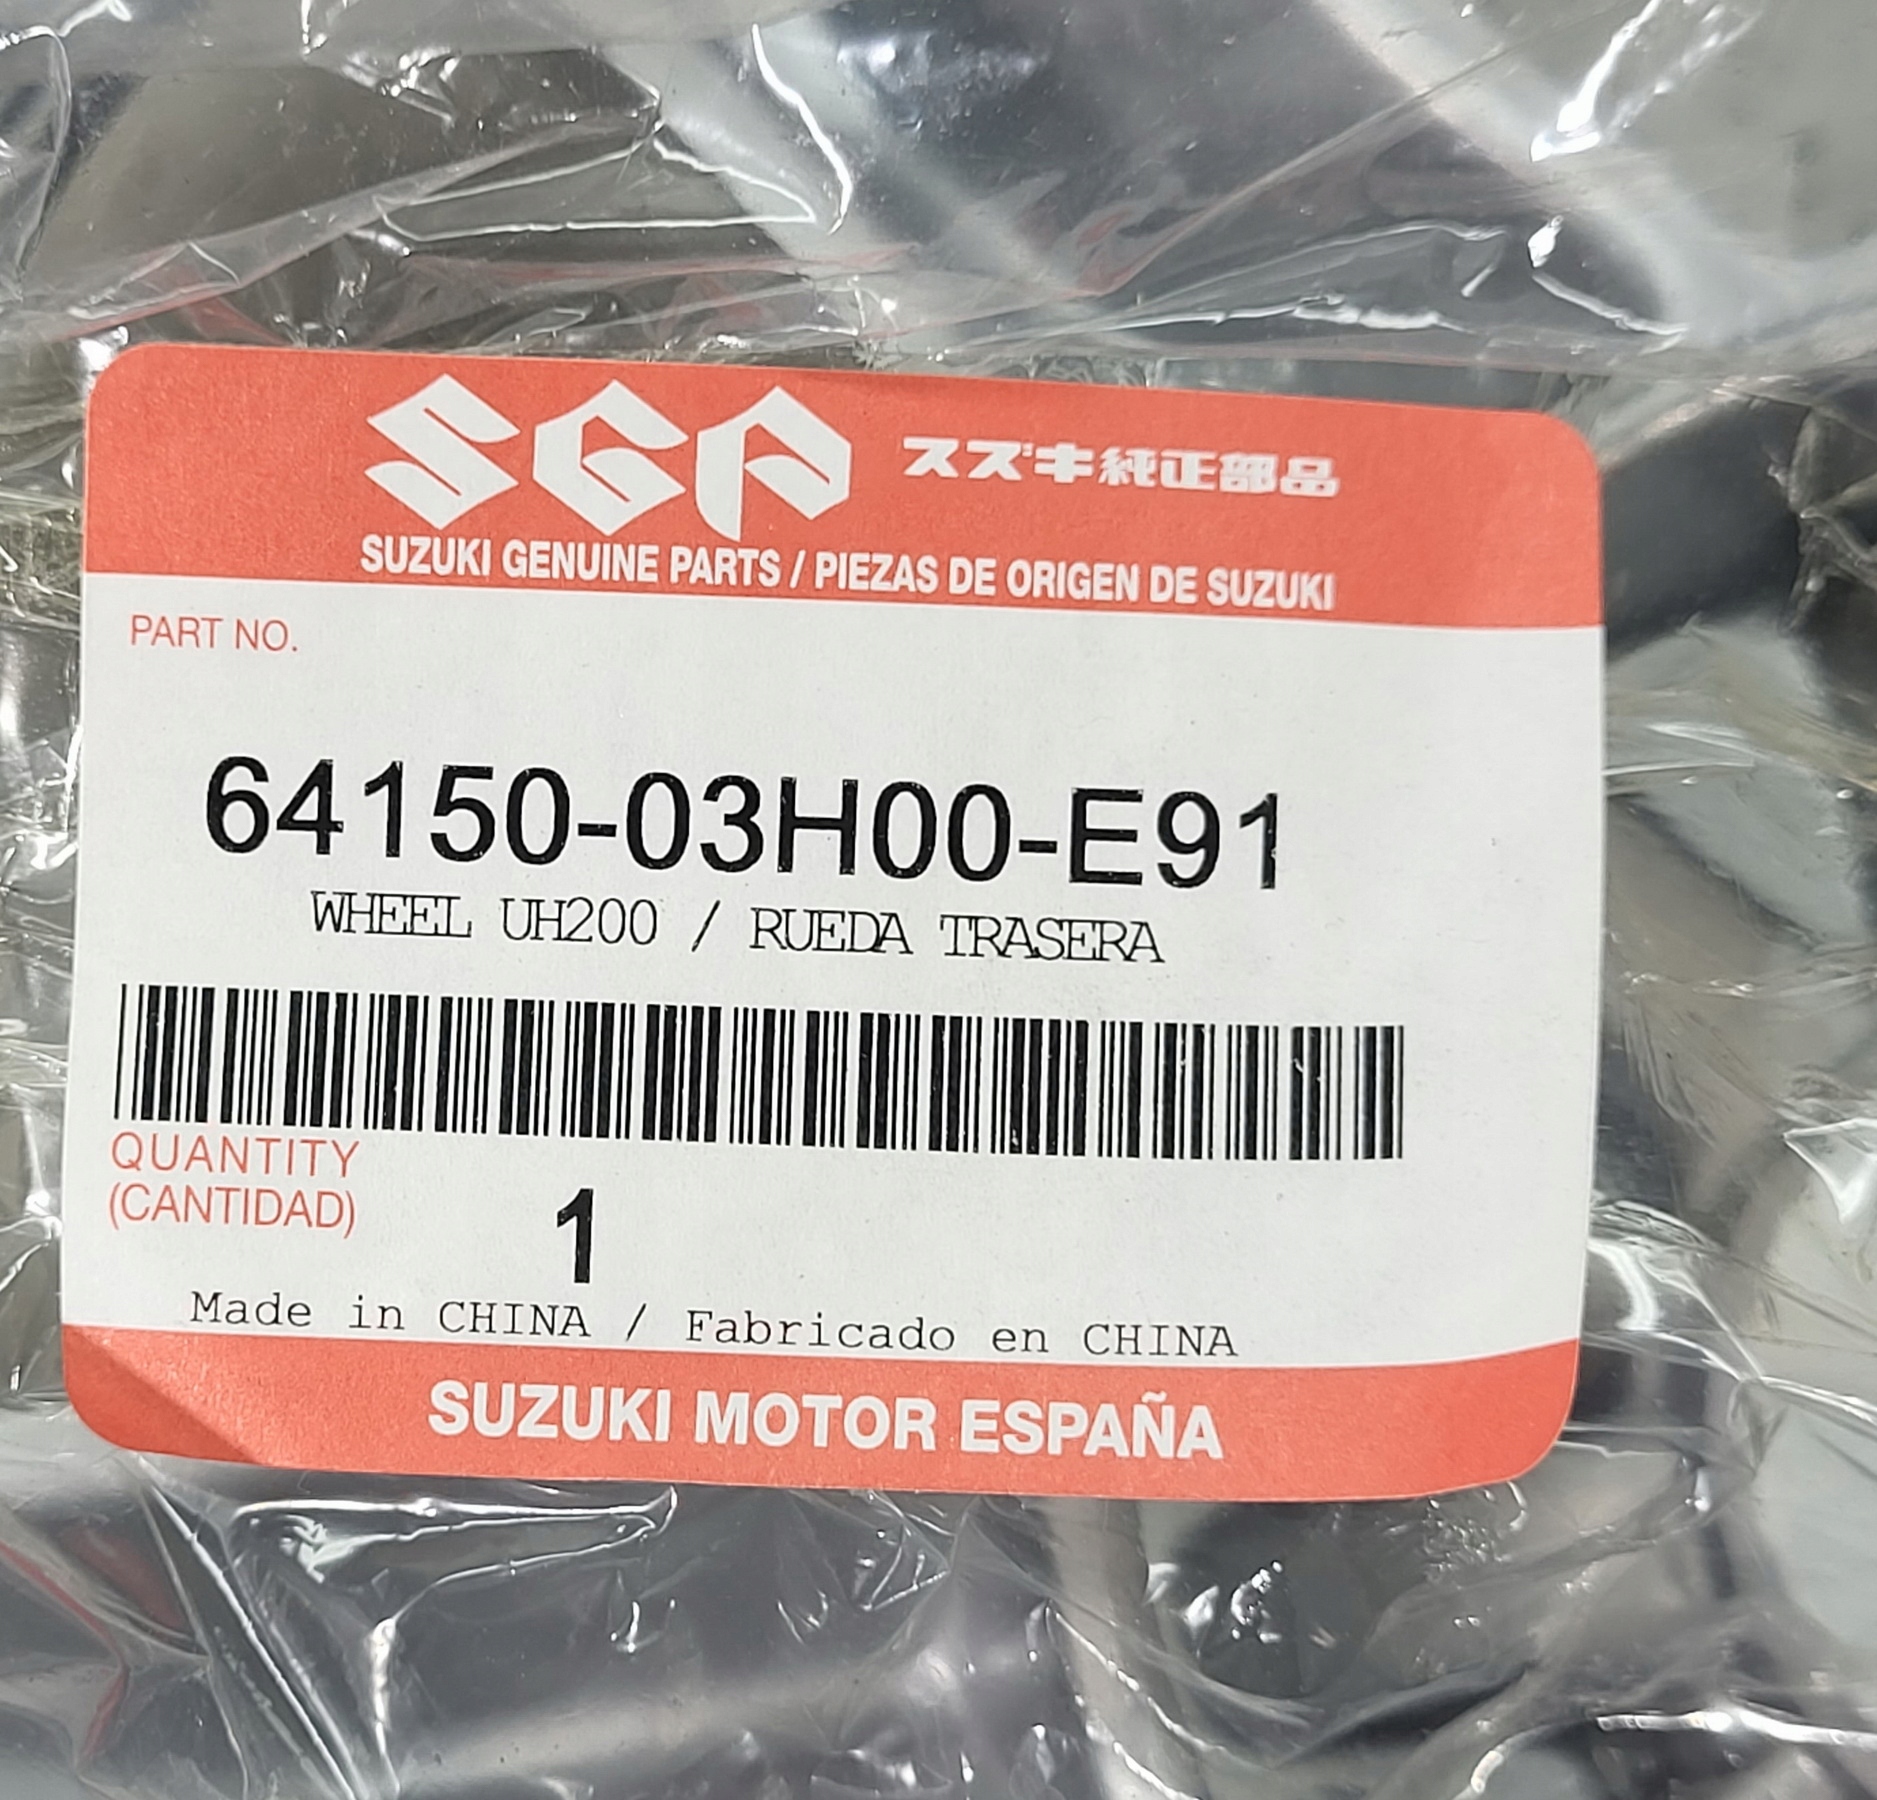 SGP スズキ純正部品
SUZUKI GENUINE PARTS / PIEZAS DE ORIGEN DE SUZUKI
PART NO.
64150-03H00-E91
WHEEL UH200 / RUEDA TRASERA
QUANTITY
(CANTIDAD) 1
Made in CHINA / Fabricado en CHINA
SUZUKI MOTOR ESPAÑA